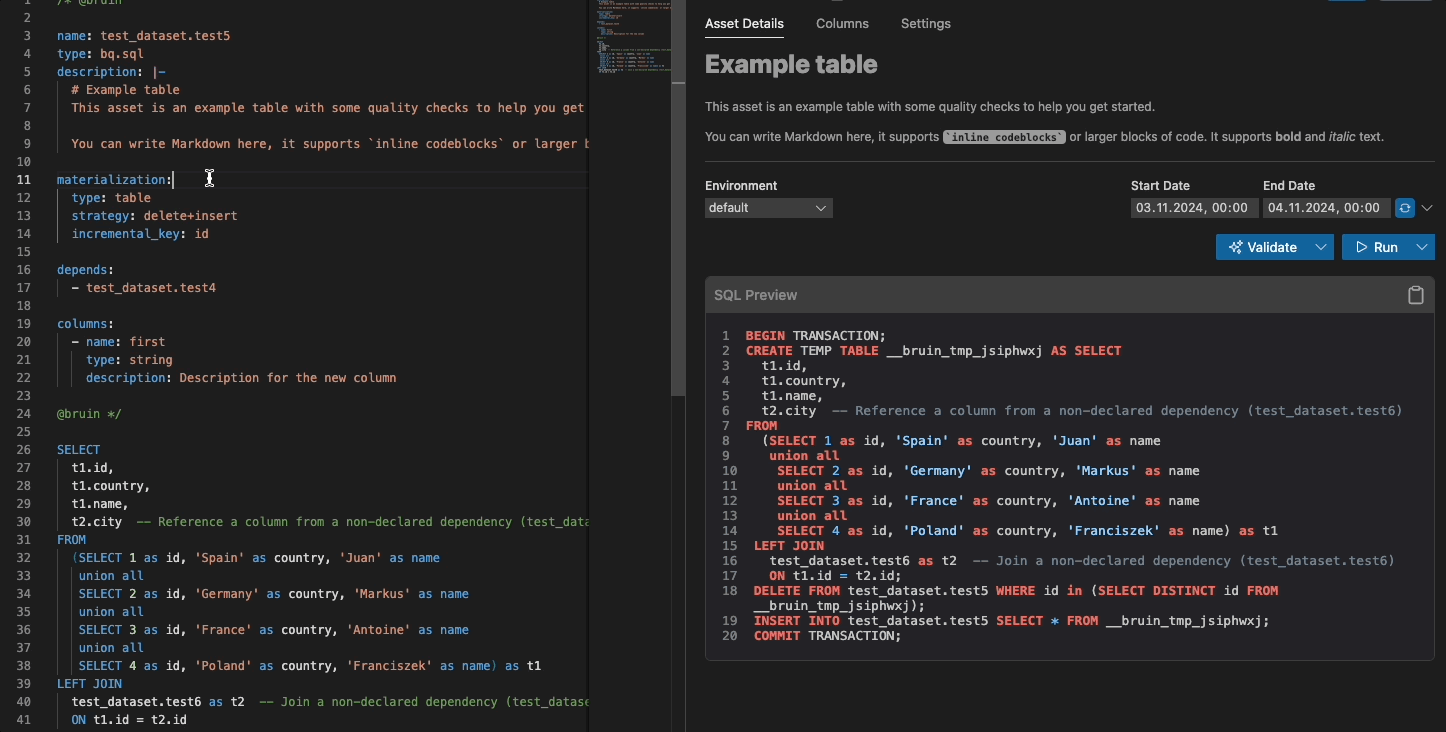 1 /* @bruin
2
3 name: test_dataset.test5
4 type: bq.sql
5 description: |-
6 # Example table
7 This asset is an example table with some quality checks to help you get
8
9 You can write Markdown here, it supports `inline codeblocks` or larger b
10
11 materialization:
12 type: table
13 strategy: delete+insert
14 incremental_key: id
15
16 depends:
17 - test_dataset.test4
18
19 columns:
20 - name: first
21 type: string
22 description: Description for the new column
23
24 @bruin */
25
26 SELECT
27 t1.id,
28 t1.country,
29 t1.name,
30 t2.city -- Reference a column from a non-declared dependency (test_data
31 FROM
32 (SELECT 1 as id, 'Spain' as country, 'Juan' as name
33 union all
34 SELECT 2 as id, 'Germany' as country, 'Markus' as name
35 union all
36 SELECT 3 as id, 'France' as country, 'Antoine' as name
37 union all
38 SELECT 4 as id, 'Poland' as country, 'Franciszek' as name) as t1
39 LEFT JOIN
40 test_dataset.test6 as t2 -- Join a non-declared dependency (test_datase
41 ON t1.id = t2.id
Asset Details Columns Settings
Example table
This asset is an example table with some quality checks to help you get started.
You can write Markdown here, it supports `inline codeblocks` or larger blocks of code. It supports bold and italic text.
Environment Start Date End Date
default 03.11.2024, 00:00 04.11.2024, 00:00
Validate Run
SQL Preview
1 BEGIN TRANSACTION;
2 CREATE TEMP TABLE __bruin_tmp_jsiphwxj AS SELECT
3 t1.id,
4 t1.country,
5 t1.name,
6 t2.city -- Reference a column from a non-declared dependency (test_dataset.test6)
7 FROM
8 (SELECT 1 as id, 'Spain' as country, 'Juan' as name
9 union all
10 SELECT 2 as id, 'Germany' as country, 'Markus' as name
11 union all
12 SELECT 3 as id, 'France' as country, 'Antoine' as name
13 union all
14 SELECT 4 as id, 'Poland' as country, 'Franciszek' as name) as t1
15 LEFT JOIN
16 test_dataset.test6 as t2 -- Join a non-declared dependency (test_dataset.test6)
17 ON t1.id = t2.id;
18 DELETE FROM test_dataset.test5 WHERE id in (SELECT DISTINCT id FROM
__bruin_tmp_jsiphwxj);
19 INSERT INTO test_dataset.test5 SELECT * FROM __bruin_tmp_jsiphwxj;
20 COMMIT TRANSACTION;